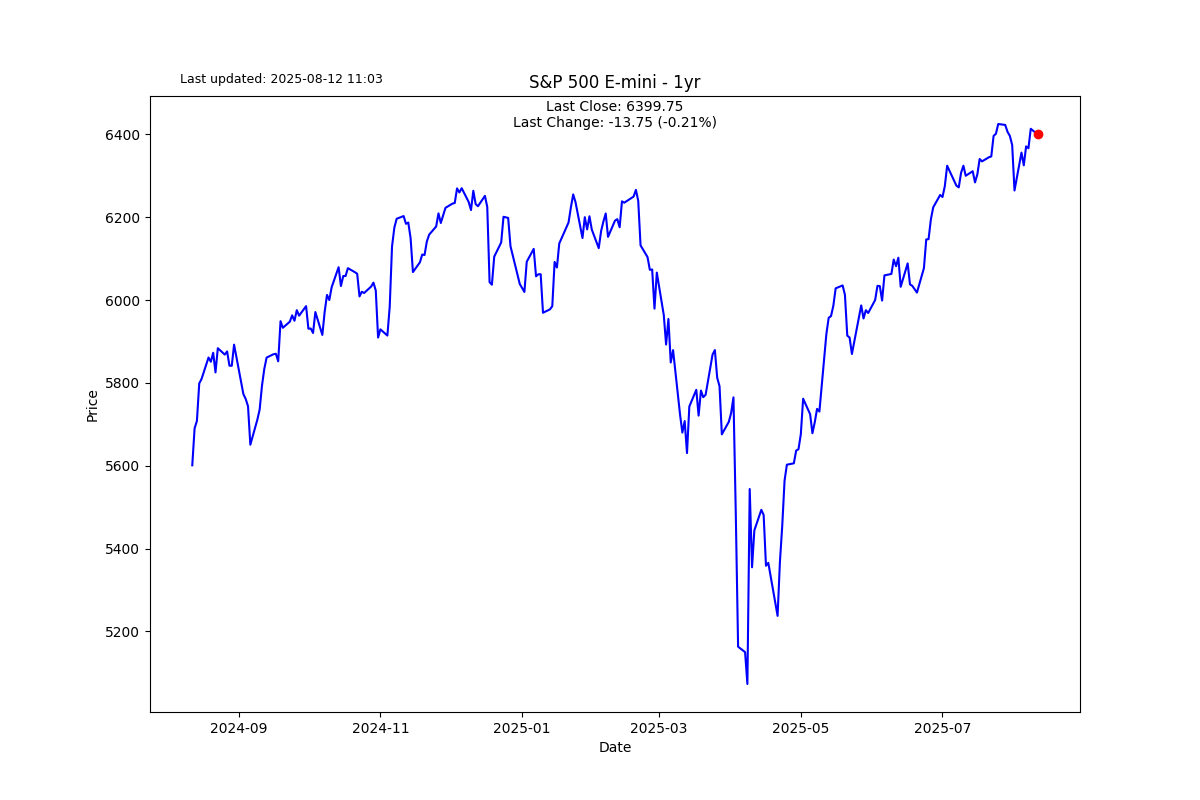 Last updated: 2025-08-12 11:03
S&P 500 E-mini - 1yr
Last Close: 6399.75
Last Change: -13.75 (-0.21%)
6400
6200
6000
5800
5600
5400
5200
Price
2024-09
2024-11
2025-01
2025-03
2025-05
2025-07
Date